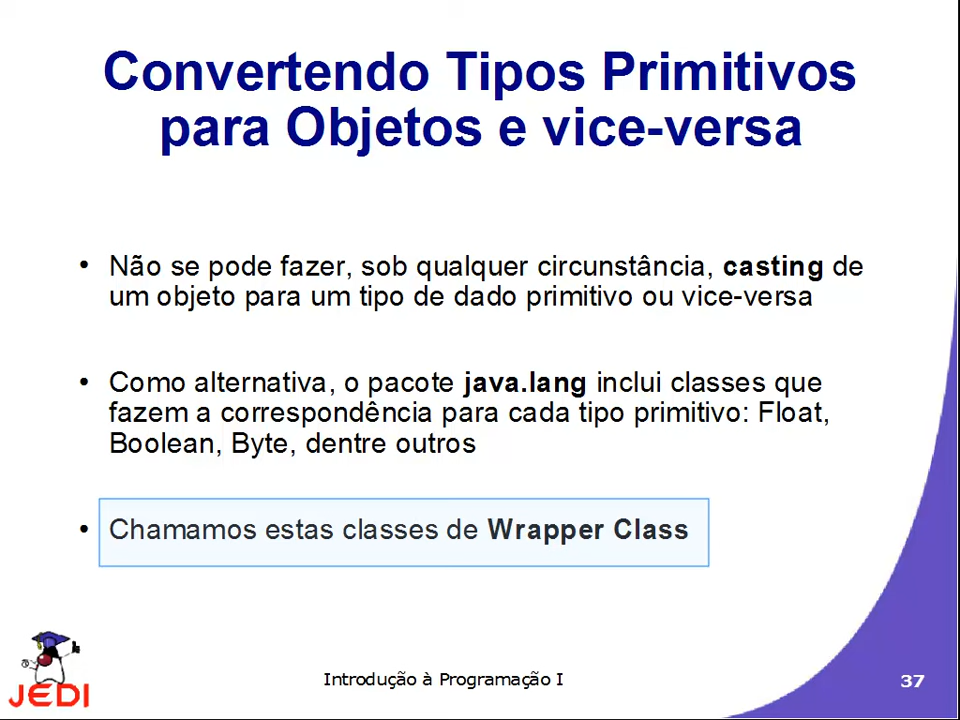 Convertendo Tipos Primitivos
para Objetos e vice-versa
• Não se pode fazer, sob qualquer circunstância, casting de
um objeto para um tipo de dado primitivo ou vice-versa
• Como alternativa, o pacote java.lang inclui classes que
fazem a correspondência para cada tipo primitivo: Float,
Boolean, Byte, dentre outros
• Chamamos estas classes de Wrapper Class
JEDI
Introdução à Programação I
37